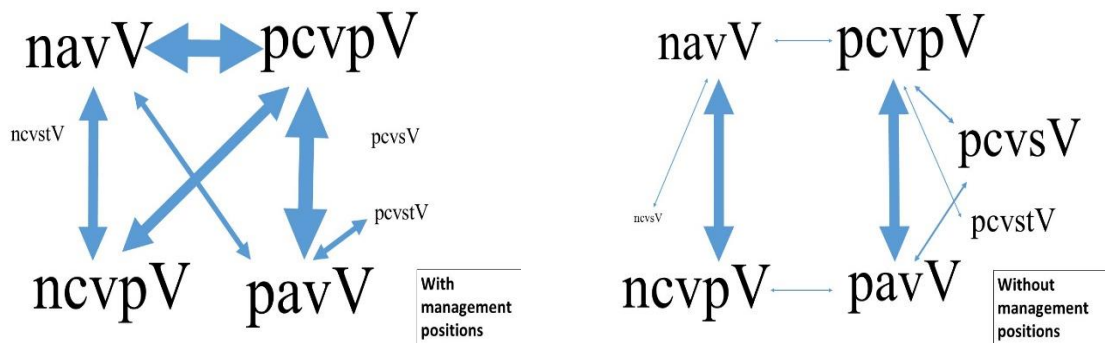 navV pcvpV
ncvstV pcvsV
pcvstV
ncvpV pavV
With
management
positions
navV pcvpV
pcvsV
ncvsV pcvstV
ncvpV pavV
Without
management
positions